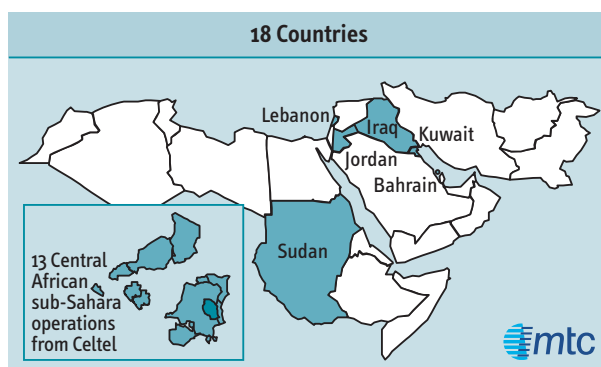 18 Countries
Lebanon
Iraq
Kuwait
Jordan
Bahrain
Sudan
13 Central
African
sub-Sahara
operations
from Celtel
mtc